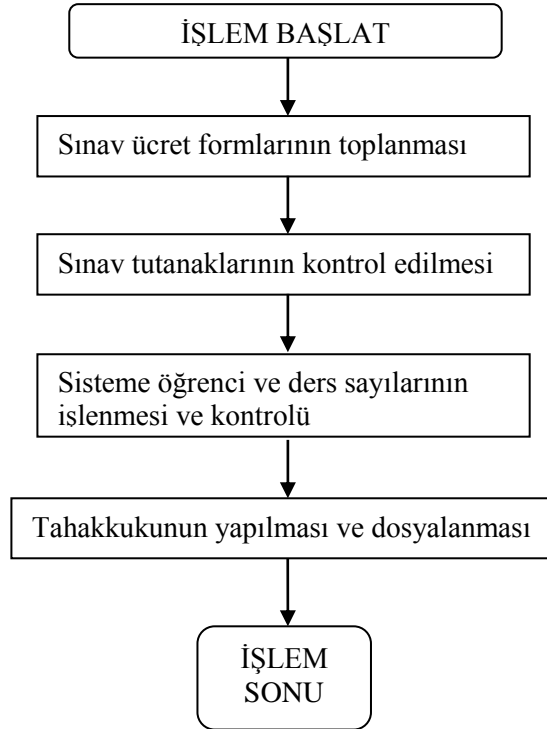 İŞLEM BAŞLAT
Sınav ücret formlarının toplanması
Sınav tutanaklarının kontrol edilmesi
Sisteme öğrenci ve ders sayılarının
işlenmesi ve kontrolü
Tahakkukunun yapılması ve dosyalanması
İŞLEM
SONU